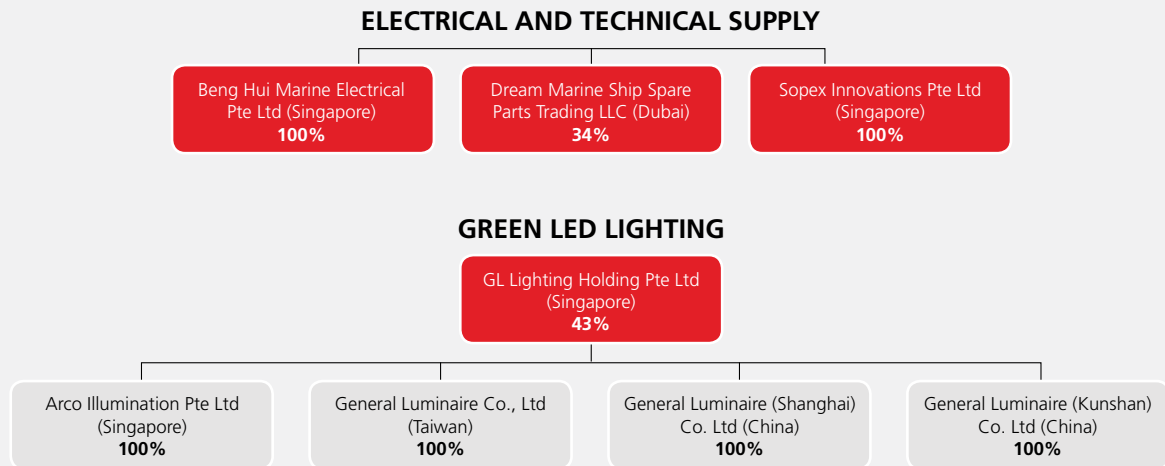 ELECTRICAL AND TECHNICAL SUPPLY
Beng Hui Marine Electrical
Pte Ltd (Singapore)
100%
Dream Marine Ship Spare
Parts Trading LLC (Dubai)
34%
Sopex Innovations Pte Ltd
(Singapore)
100%
GREEN LED LIGHTING
GL Lighting Holding Pte Ltd
(Singapore)
43%
Arco Illumination Pte Ltd
(Singapore)
100%
General Luminaire Co., Ltd
(Taiwan)
100%
General Luminaire (Shanghai)
Co. Ltd (China)
100%
General Luminaire (Kunshan)
Co. Ltd (China)
100%